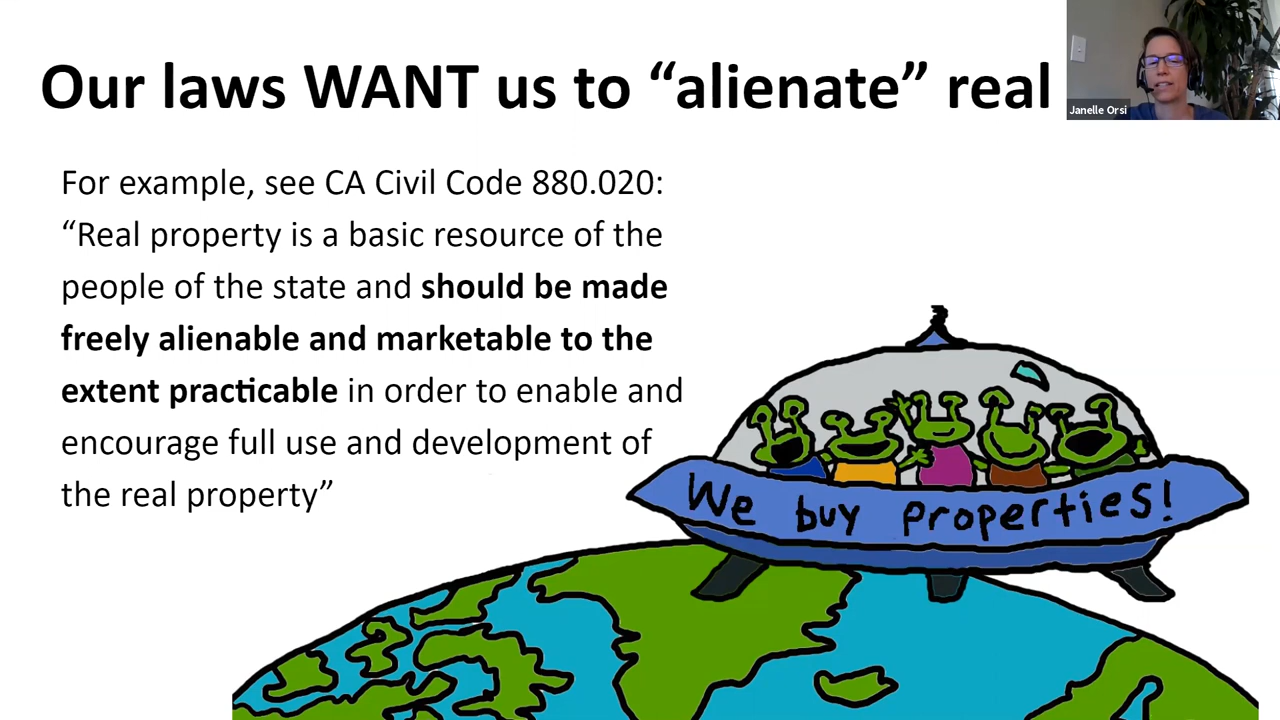 Our laws WANT us to “alienate” real
Janelle Orsi
For example, see CA Civil Code 880.020:
“Real property is a basic resource of the
people of the state and should be made
freely alienable and marketable to the
extent practicable in order to enable and
encourage full use and development of
the real property”
We buy properties!